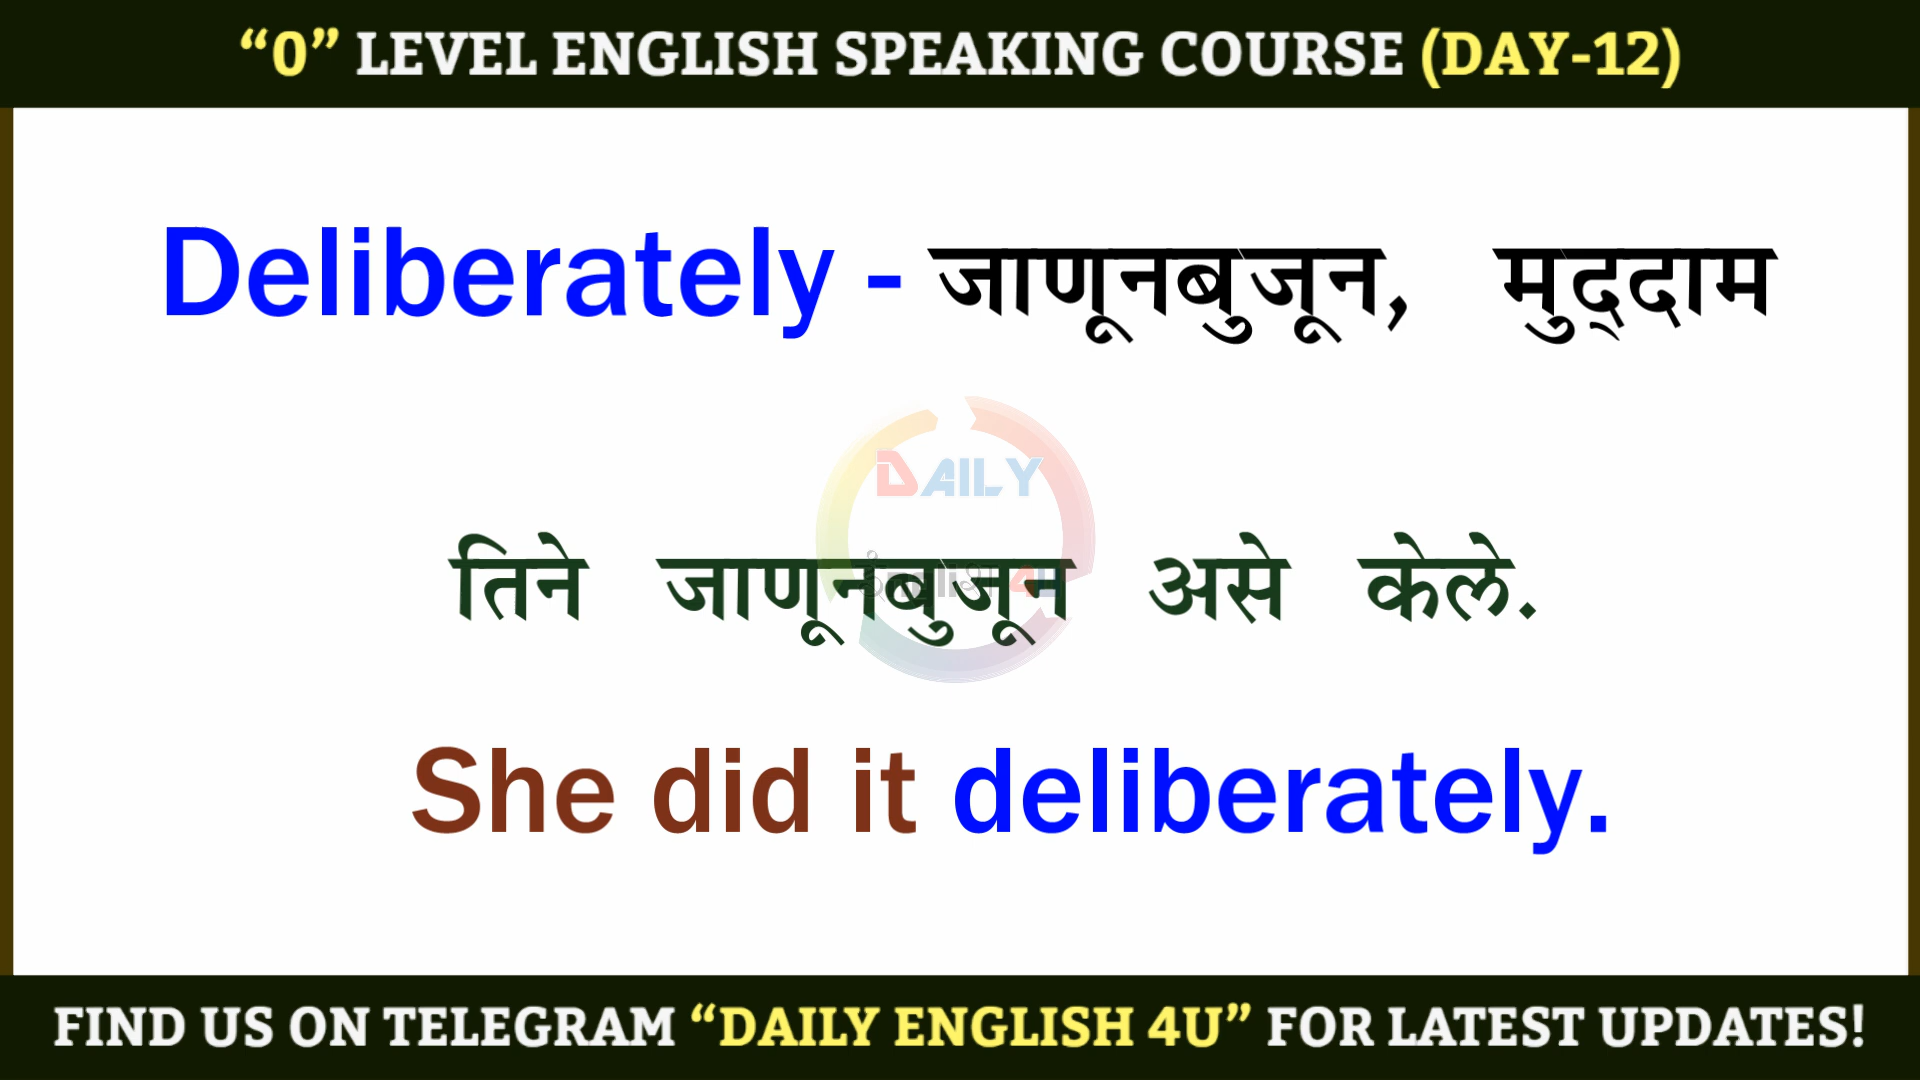 “0” LEVEL ENGLISH SPEAKING COURSE (DAY-12)
Deliberately - जाणूनबुजून, मुद्‌दाम
DAILY
तिने जाणूनबुजून असे केले.
She did it deliberately.
FIND US ON TELEGRAM “DAILY ENGLISH 4U” FOR LATEST UPDATES!